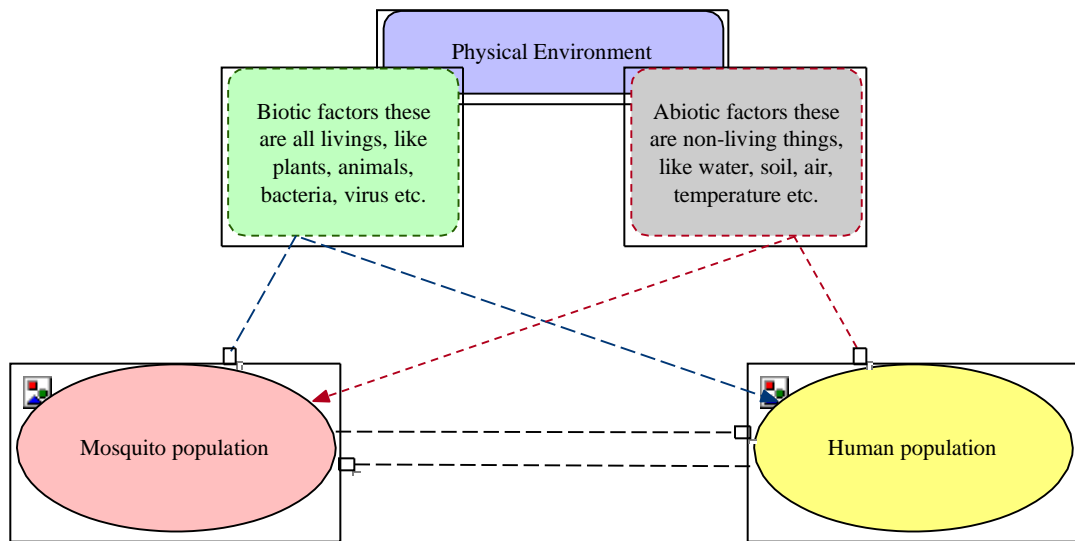 Physical Environment
Biotic factors these
are all livings, like
plants, animals,
bacteria, virus etc.
Abiotic factors these
are non-living things,
like water, soil, air,
temperature etc.
Mosquito population
Human population